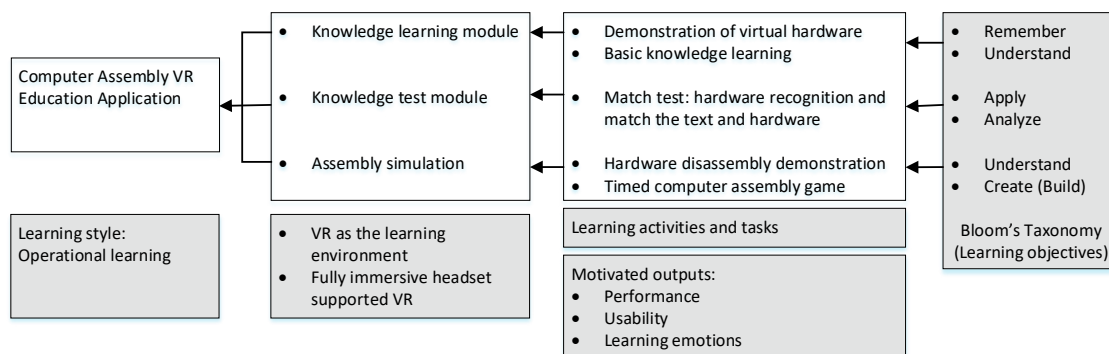 Computer Assembly VR
Education Application
• Knowledge learning module
• Knowledge test module
• Assembly simulation
• Demonstration of virtual hardware
• Basic knowledge learning
• Match test: hardware recognition and
match the text and hardware
• Hardware disassembly demonstration
• Timed computer assembly game
• Remember
• Understand
• Apply
• Analyze
• Understand
• Create (Build)
Bloom’s Taxonomy
(Learning objectives)
Learning style:
Operational learning
• VR as the learning
environment
• Fully immersive headset
supported VR
Learning activities and tasks
Motivated outputs:
• Performance
• Usability
• Learning emotions